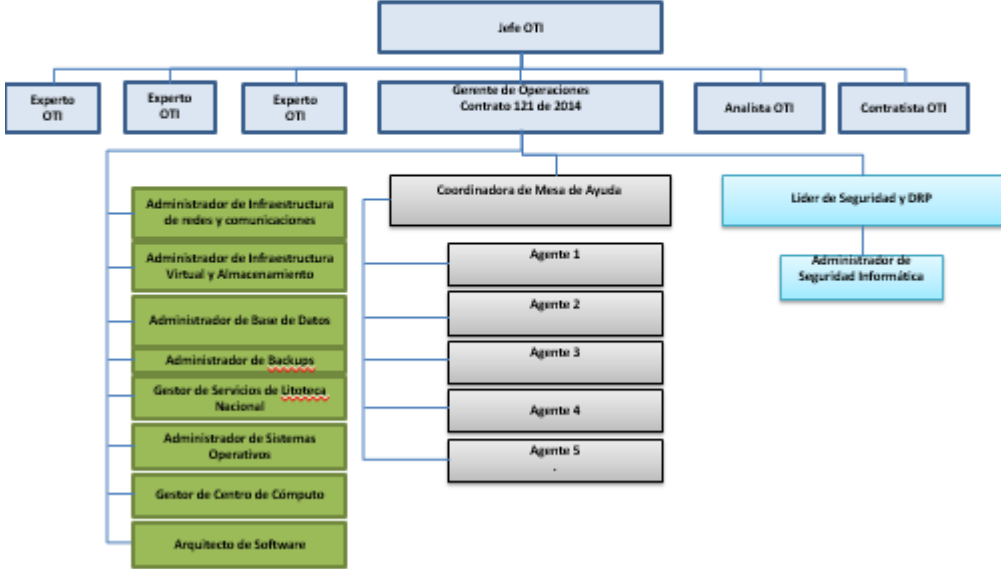 Jefe OTI
Experto
OTI
Experto
OTI
Experto
OTI
Gerente de Operaciones
Contrato 121 de 2014
Analista OTI
Contratista OTI
Administrador de Infraestructura
de redes y comunicaciones
Administrador de Infraestructura
Virtual y Almacenamiento
Administrador de Base de Datos
Administrador de Backups
Gestor de Servicios de Litoteca
Nacional
Administrador de Sistemas
Operativos
Gestor de Centro de Cómputo
Arquitecto de Software
Coordinadora de Mesa de Ayuda
Agente 1
Agente 2
Agente 3
Agente 4
Agente 5
.
Lider de Seguridad y DRP
Administrador de
Seguridad Informática